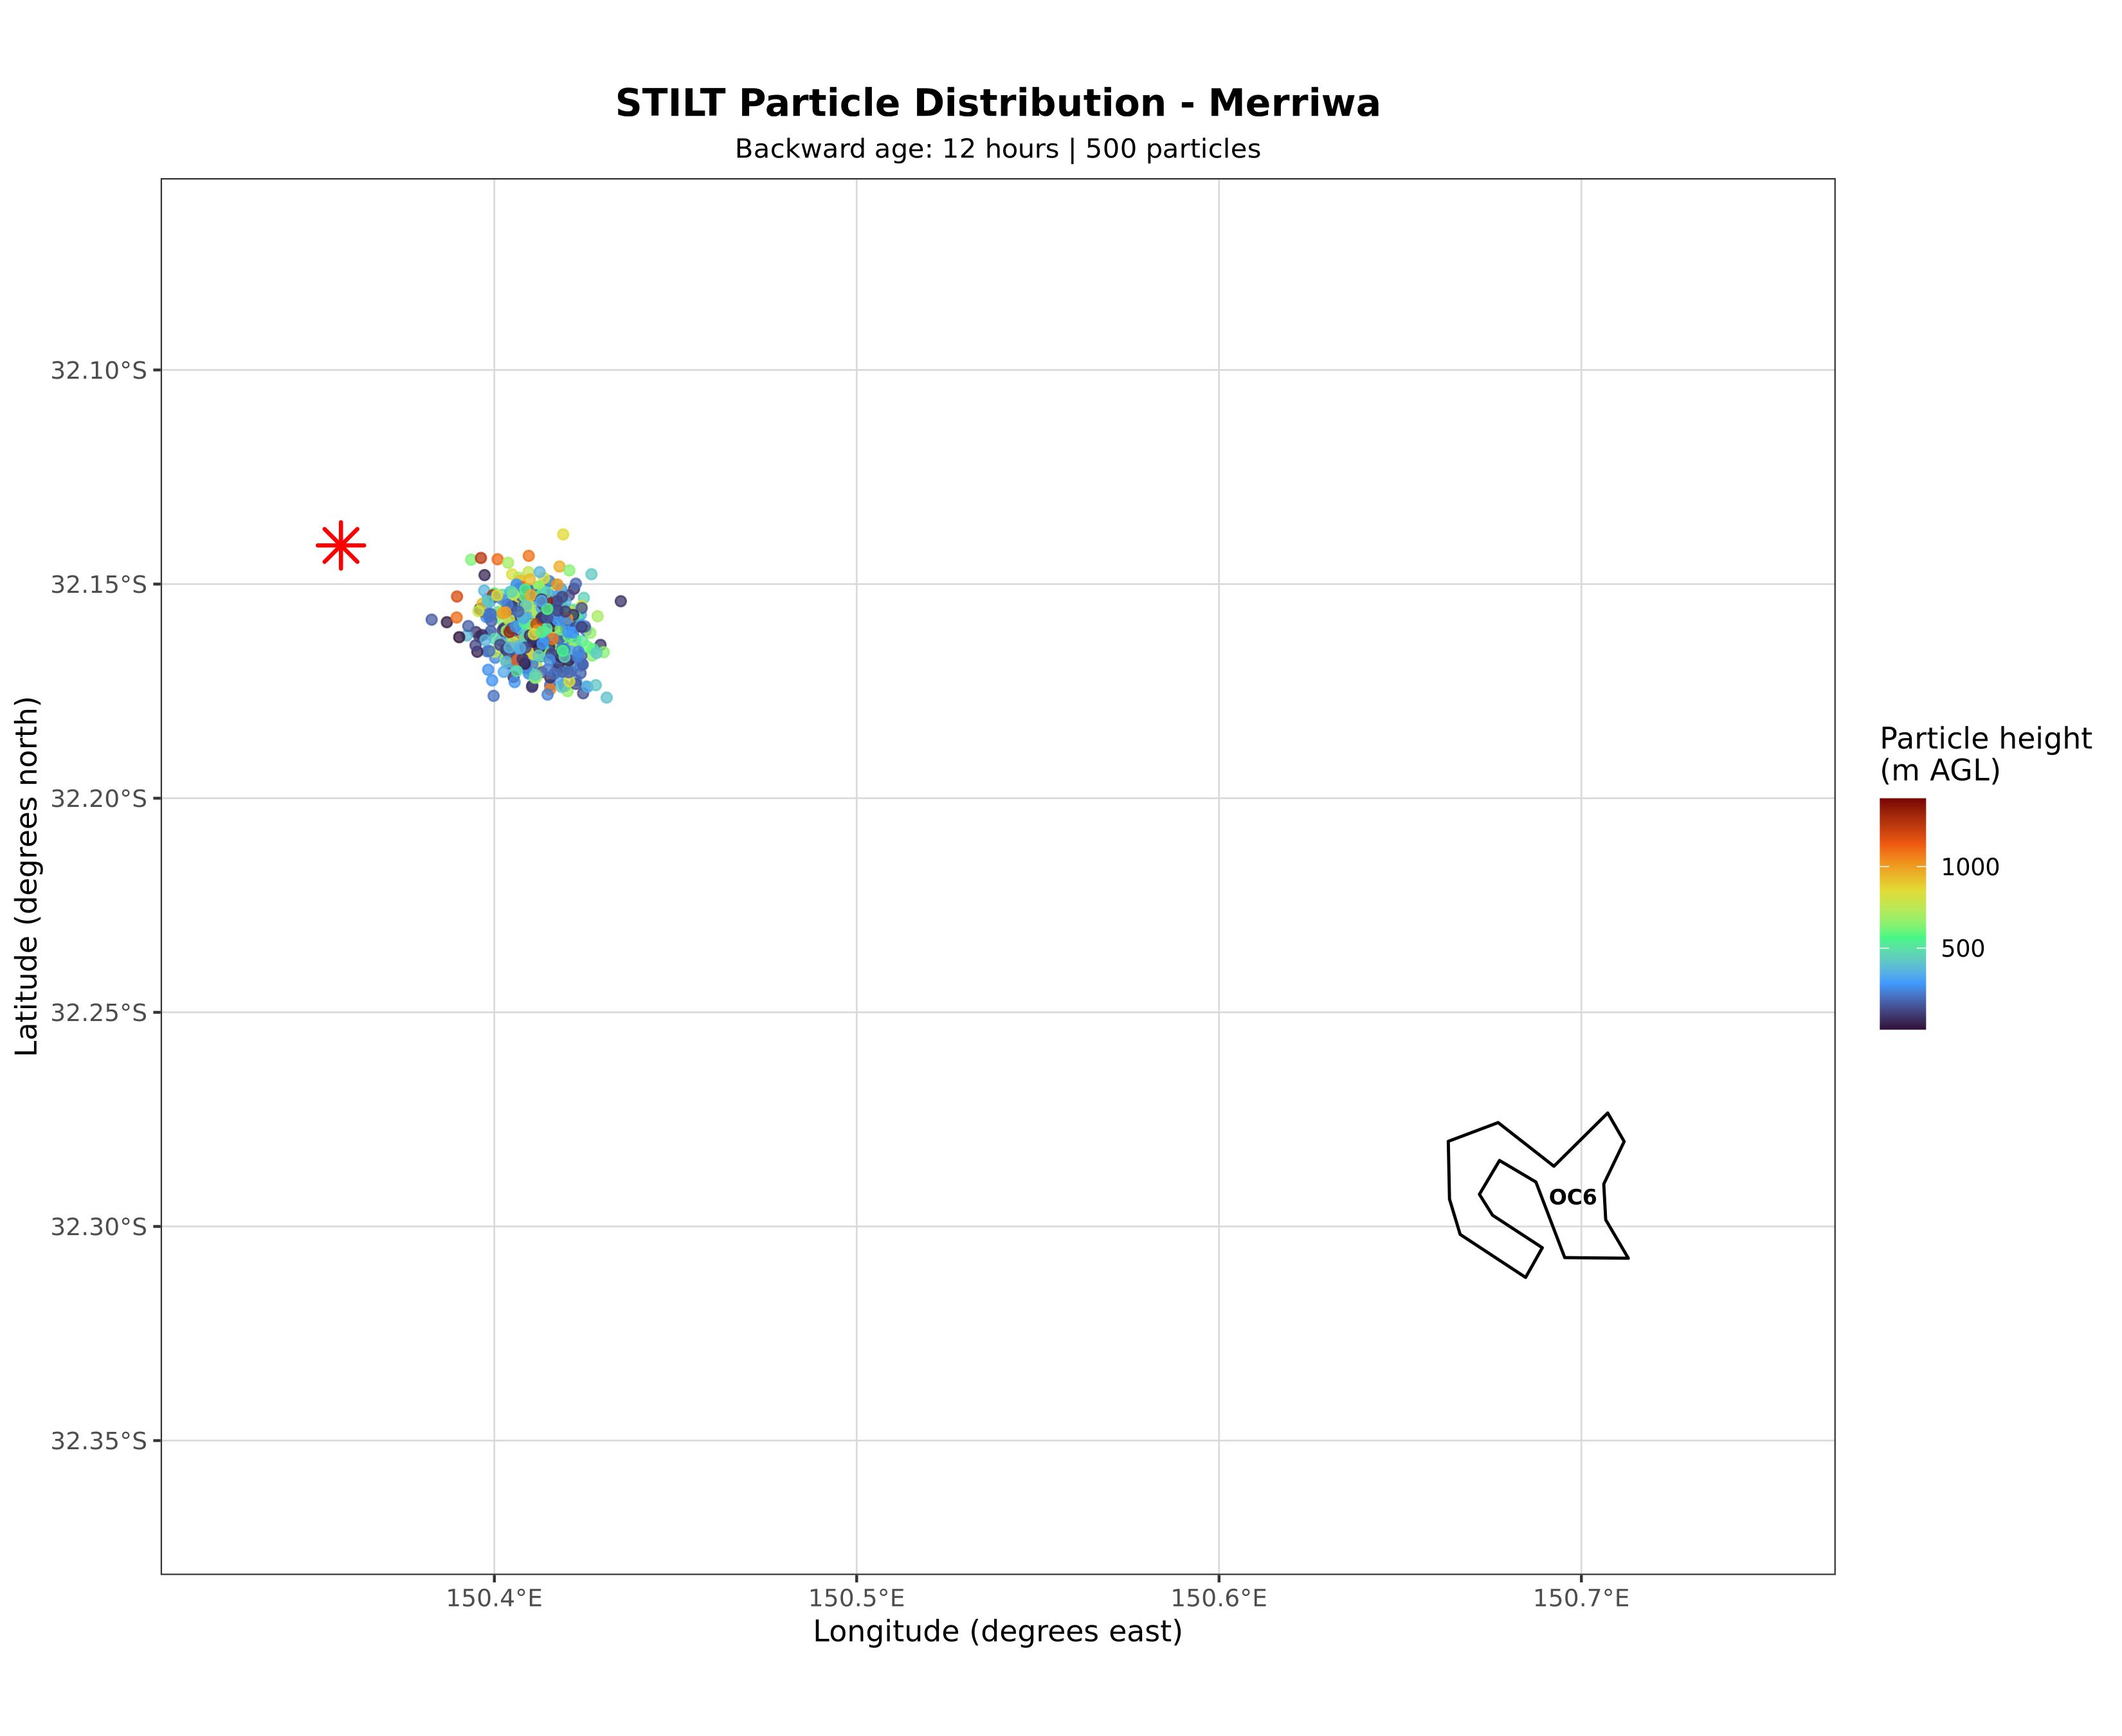 STILT Particle Distribution - Merriwa
Backward age: 12 hours | 500 particles
Latitude (degrees north)
32.10°S
32.15°S
32.20°S
32.25°S
32.30°S
32.35°S
OC6
150.4°E
150.5°E
150.6°E
150.7°E
Longitude (degrees east)
Particle height
(m AGL)
1000
500